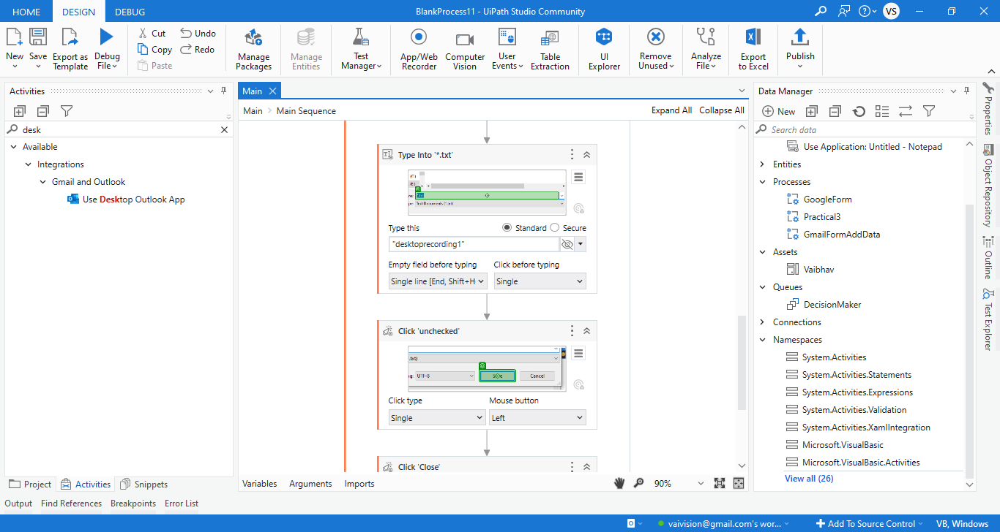 HOME DESIGN DEBUG BlankProcess11 - UiPath Studio Community VS
New Save Export as Template Debug File Cut Copy Paste Undo Redo Manage Packages Manage Entities Test Manager App/Web Recorder Computer Vision User Events Table Extraction UI Explorer Remove Unused Analyze File Export to Excel Publish
Activities
desk
Available
Integrations
Gmail and Outlook
Use Desktop Outlook App
Project Activities Snippets
Main
Main > Main Sequence Expand All Collapse All
Type Into '*.txt'
Text Documents (*.txt)
Type this Standard Secure
"desktoprecording1"
Empty field before typing Click before typing
Single line [End, Shift+H Single
Click 'unchecked'
.txt)
UTF-8 Save Cancel
Click type Mouse button
Single Left
Click 'Close'
Variables Arguments Imports 90%
Data Manager
New
Search data
Use Application: Untitled - Notepad
Entities
Processes
GoogleForm
Practical3
GmailFormAddData
Assets
Vaibhav
Queues
DecisionMaker
Connections
Namespaces
System.Activities
System.Activities.Statements
System.Activities.Expressions
System.Activities.Validation
System.Activities.XamlIntegration
Microsoft.VisualBasic
Microsoft.VisualBasic.Activities
View all (26)
Properties
Object Repository
Outline
Test Explorer
Output Find References Breakpoints Error List
vaivision@gmail.com's wor... Add To Source Control VB, Windows